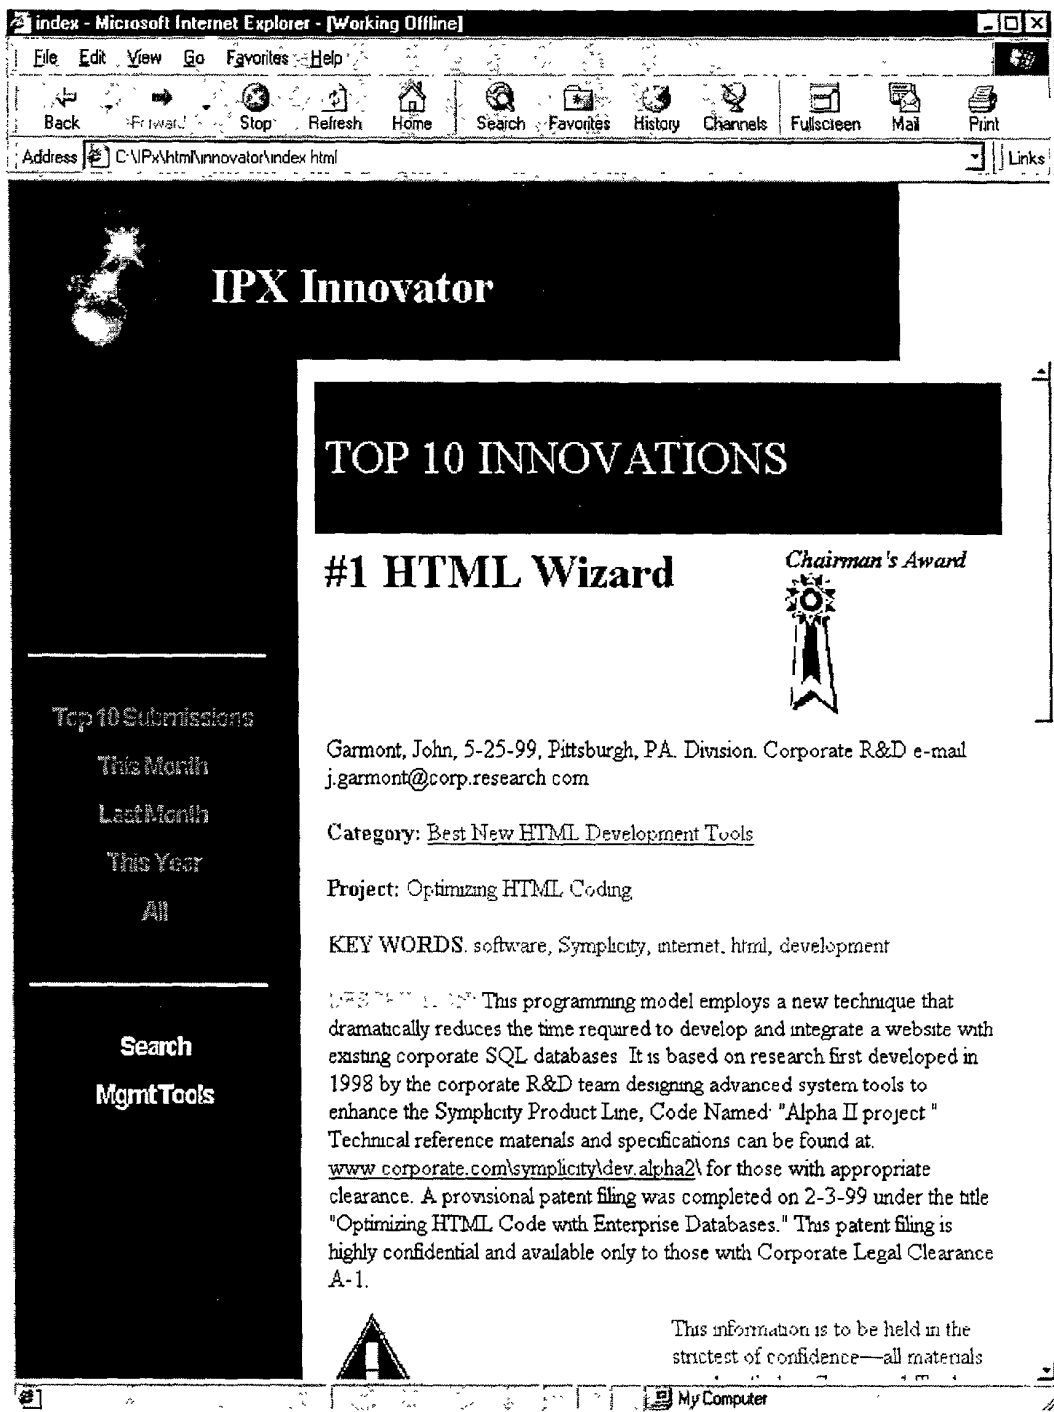 index - Microsoft Internet Explorer - [Working Offline]
File Edit View Go Favorites Help
Back Forward Stop Refresh Home Search Favorites History Channels Fullscreen Mail Print
Address C:\IPx\html\innovator\index html Links
IPX Innovator
TOP 10 INNOVATIONS
#1 HTML Wizard
Chairman's Award
Top 10 Submissions
This Month
Last Month
This Year
All
Search
Mgmt Tools
Garmont, John, 5-25-99, Pittsburgh, PA. Division. Corporate R&D e-mail
j.garmont@corp.research com
Category: Best New HTML Development Tools
Project: Optimizing HTML Coding
KEY WORDS. software, Symplicity, internet, html, development
This programming model employs a new technique that
dramatically reduces the time required to develop and integrate a website with
existing corporate SQL databases It is based on research first developed in
1998 by the corporate R&D team designing advanced system tools to
enhance the Symplicity Product Line, Code Named "Alpha II project "
Technical reference materials and specifications can be found at.
www corporate.com\symplicity\dev.alpha2\ for those with appropriate
clearance. A provisional patent filing was completed on 2-3-99 under the title
"Optimizing HTML Code with Enterprise Databases." This patent filing is
highly confidential and available only to those with Corporate Legal Clearance
A-1.
This information is to be held in the
strictest of confidence—all materials
My Computer